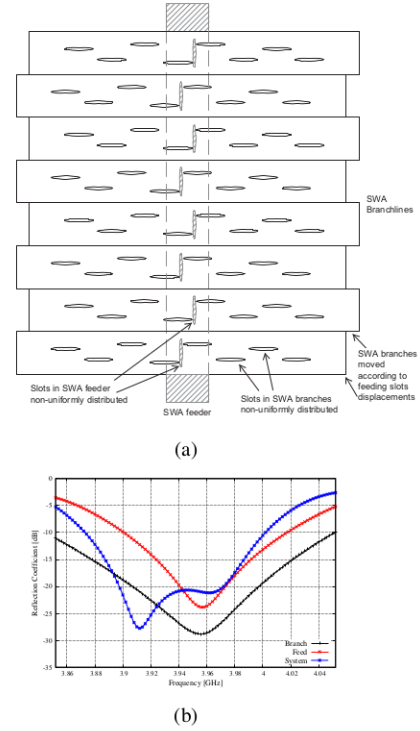 SWA
Branchline
Slots in SWA feeder
non-uniformly distributed
SWA feeder
Slots in SWA branches
non-uniformly distributed
SWA branches
moved
according to
feeding slots
displacements
(a)
Reflection Coefficient [dB]
0
-5
-10
-15
-20
-25
-30
-35
3.86 3.88 3.9 3.92 3.94 3.96 3.98 4 4.02 4.04
Frequency [GHz]
Branch
Feed
System
(b)